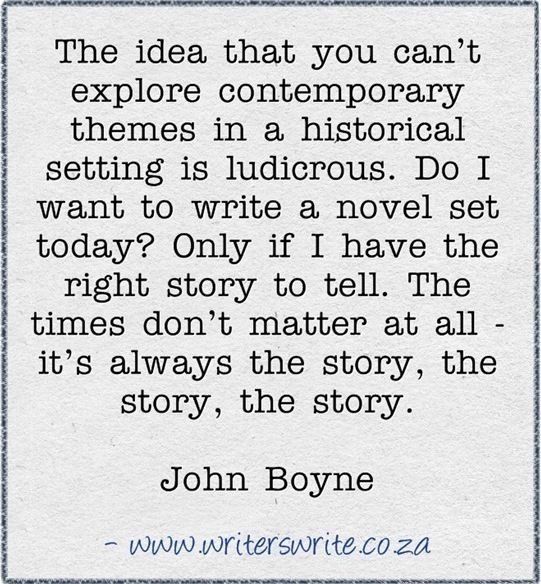 The idea that you can't
explore contemporary
themes in a historical
setting is ludicrous. Do I
want to write a novel set
today? Only if I have the
right story to tell. The
times don't matter at all -
it's always the story, the
story, the story.
John Boyne
- www.writerswrite.co.za